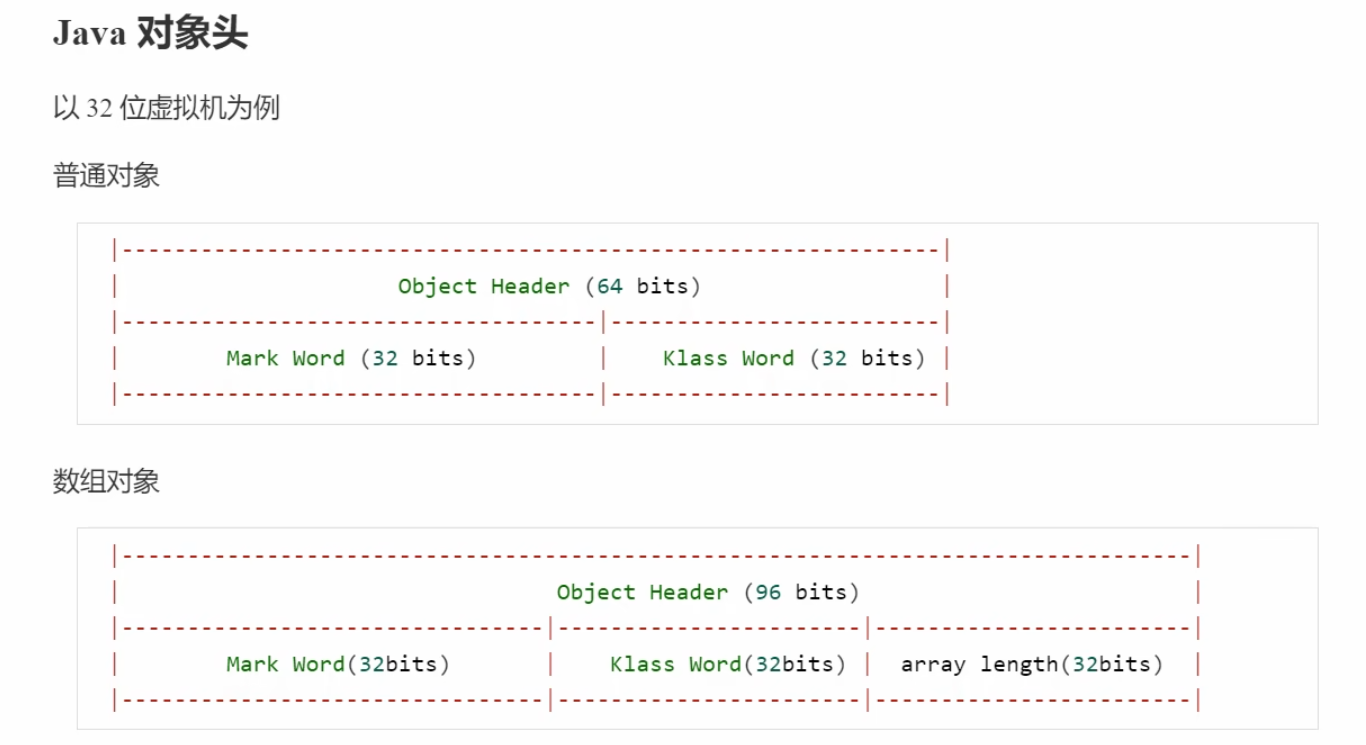 Java 对象头
以 32 位虚拟机为例
普通对象
|--------------------------------------------------------------|
|                     Object Header (64 bits)                  |
|------------------------------------|-------------------------|
|        Mark Word (32 bits)         |    Klass Word (32 bits) |
|------------------------------------|-------------------------|
数组对象
|---------------------------------------------------------------------------------|
|                                 Object Header (96 bits)                         |
|--------------------------------|-----------------------|------------------------|
|        Mark Word(32bits)       |    Klass Word(32bits) |  array length(32bits)  |
|--------------------------------|-----------------------|------------------------|